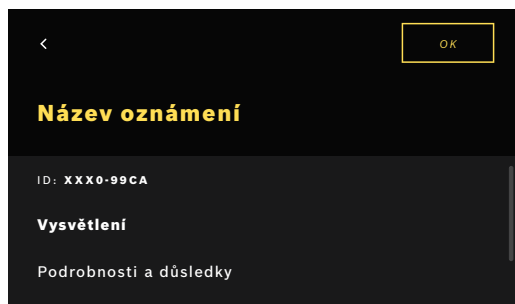 OK
Název oznámení
ID: XXX0-99CA
Vysvětlení
Podrobnosti a důsledky